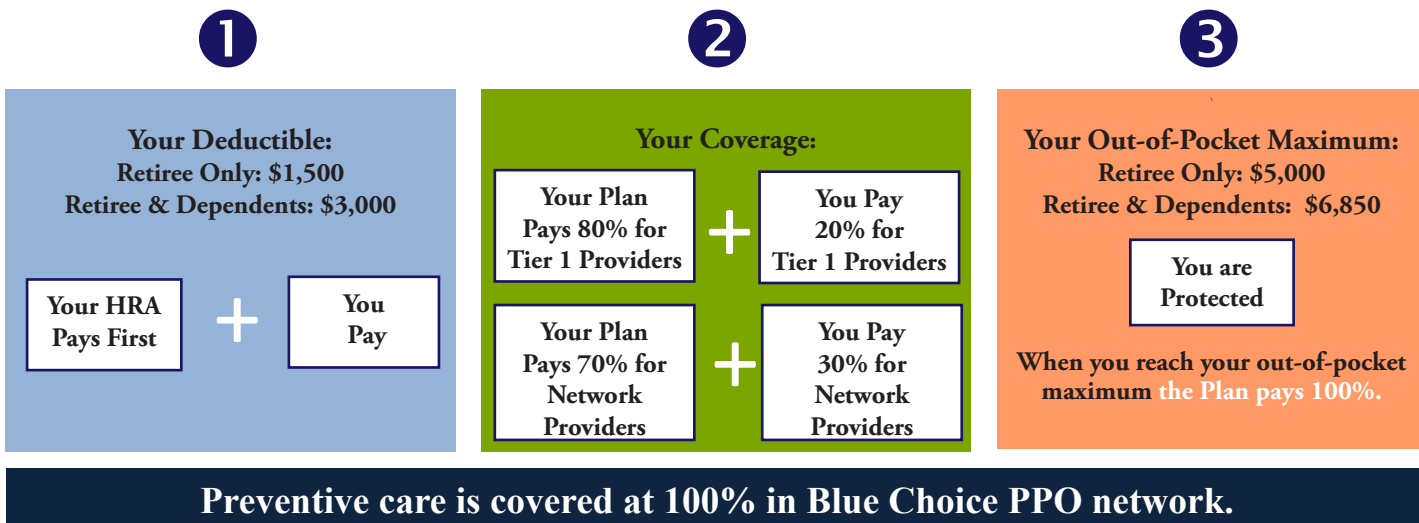 1
2
3
Your Deductible:
Retiree Only: $1,500
Retiree & Dependents: $3,000
Your HRA
Pays First
+
You
Pay
Your Coverage:
Your Plan
Pays 80% for
Tier 1 Providers
+
You Pay
20% for
Tier 1 Providers
Your Plan
Pays 70% for
Network
Providers
+
You Pay
30% for
Network
Providers
Your Out-of-Pocket Maximum:
Retiree Only: $5,000
Retiree & Dependents: $6,850
You are
Protected
When you reach your out-of-pocket
maximum the Plan pays 100%.
Preventive care is covered at 100% in Blue Choice PPO network.